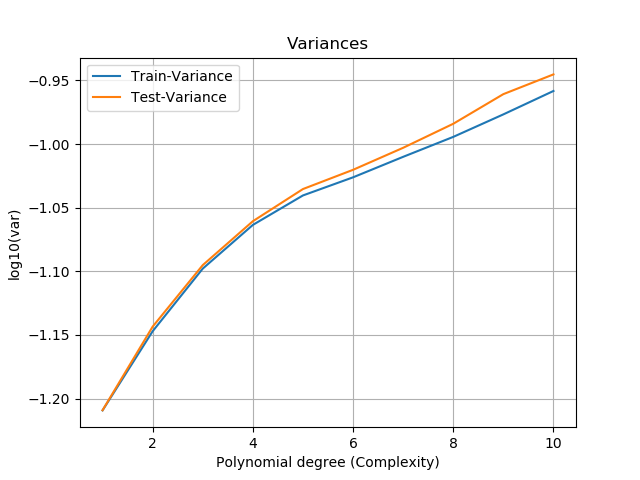 Variances
Train-Variance
Test-Variance
−0.95
−1.00
−1.05
−1.10
−1.15
−1.20
log10(var)
2 4 6 8 10
Polynomial degree (Complexity)